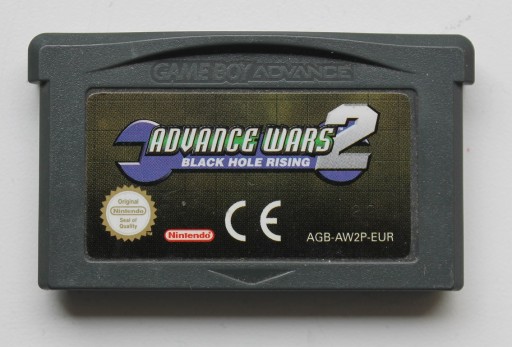 GAME BOY ADVANCE
ADVANCE WARS 2
BLACK HOLE RISING
Original
Nintendo
Seal of
Quality
Nintendo
CE
AGB-AW2P-EUR